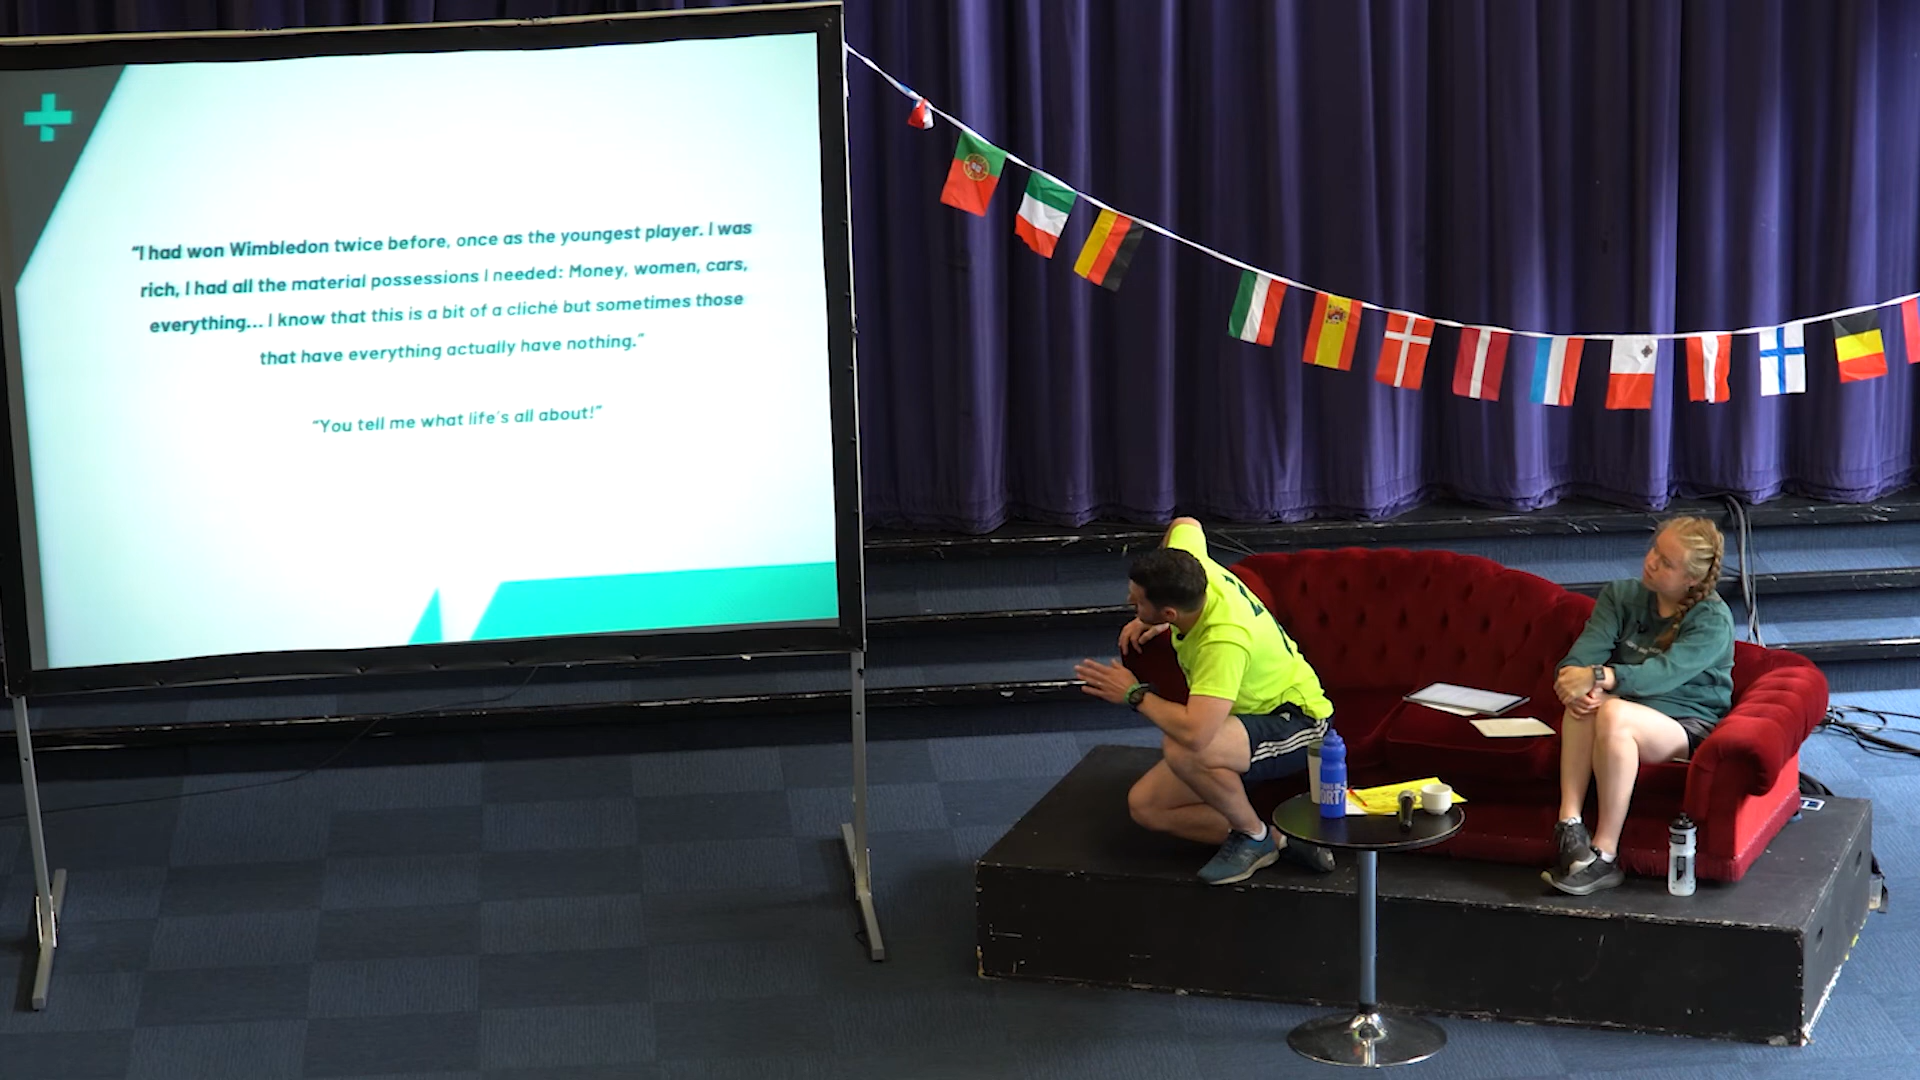 “I had won Wimbledon twice before, once as the youngest player. I was
rich, I had all the material possessions I needed: Money, women, cars,
everything... I know that this is a bit of a cliché but sometimes those
that have everything actually have nothing.”
“You tell me what life's all about!”